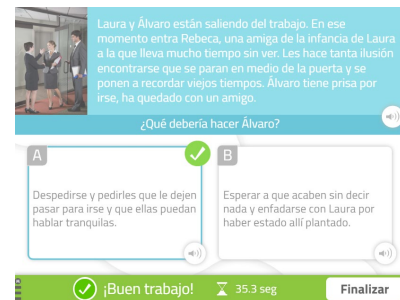 Laura y Álvaro están saliendo del trabajo. En ese
momento entra Rebeca, una amiga de la infancia de Laura
a la que lleva mucho tiempo sin ver. Les hace tanta ilusión
encontrarse que se paran en medio de la puerta y se
ponen a recordar viejos tiempos. Álvaro tiene prisa por
irse, ha quedado con un amigo.
¿Qué debería hacer Álvaro?
A
Despedirse y pedirles que le dejen
pasar para irse y que ellas puedan
hablar tranquilas.
B
Esperar a que acaben sin decir
nada y enfadarse con Laura por
haber estado allí plantado.
¡Buen trabajo!
35.3 seg
Finalizar